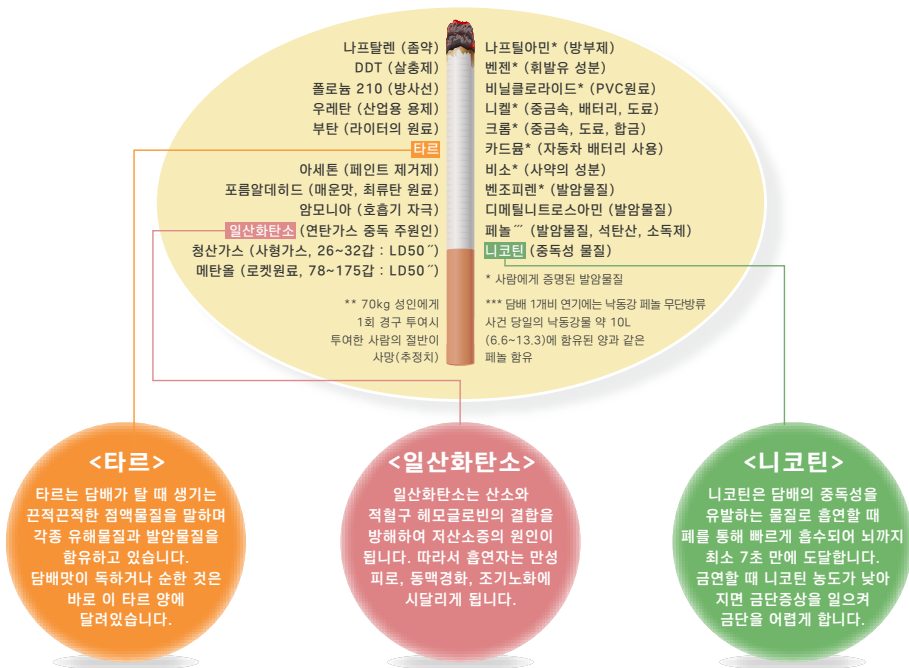 나프탈렌 (좀약)
DDT (살충제)
폴로늄 210 (방사선)
우레탄 (산업용 용제)
부탄 (라이터의 원료)
타르
아세톤 (페인트 제거제)
포름알데히드 (매운맛, 최류탄 원료)
암모니아 (호흡기 자극)
일산화탄소 (연탄가스 중독 주원인)
청산가스 (사형가스, 26~32갑 : LD50˝)
메탄올 (로켓원료, 78~175갑 : LD50˝)
** 70kg 성인에게
1회 경구 투여시
투여한 사람의 절반이
사망(추정치)
나프틸아민* (방부제)
벤젠* (휘발유 성분)
비닐클로라이드* (PVC원료)
니켈* (중금속, 배터리, 도료)
크롬* (중금속, 도료, 합금)
카드뮴* (자동차 배터리 사용)
비소* (사약의 성분)
벤조피렌* (발암물질)
디메틸니트로스아민 (발암물질)
페놀˝˝ (발암물질, 석탄산, 소독제)
니코틴 (중독성 물질)
* 사람에게 증명된 발암물질
*** 담배 1개비 연기에는 낙동강 페놀 무단방류
사건 당일의 낙동강물 약 10L
(6.6~13.3)에 함유된 양과 같은
페놀 함유
<타르>
타르는 담배가 탈 때 생기는
끈적끈적한 점액물질을 말하며
각종 유해물질과 발암물질을
함유하고 있습니다.
담배맛이 독하거나 순한 것은
바로 이 타르 양에
달려있습니다.
<일산화탄소>
일산화탄소는 산소와
적혈구 헤모글로빈의 결합을
방해하여 저산소증의 원인이
됩니다. 따라서 흡연자는 만성
피로, 동맥경화, 조기노화에
시달리게 됩니다.
<니코틴>
니코틴은 담배의 중독성을
유발하는 물질로 흡연할 때
폐를 통해 빠르게 흡수되어 뇌까지
최소 7초 만에 도달합니다.
금연할 때 니코틴 농도가 낮아
지면 금단증상을 일으켜
금단을 어렵게 합니다.